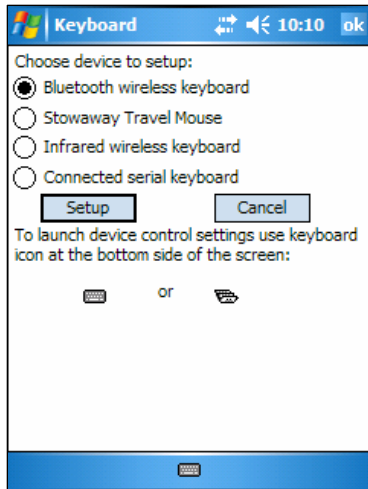 Keyboard 10:10 ok
Choose device to setup:
Bluetooth wireless keyboard
Stowaway Travel Mouse
Infrared wireless keyboard
Connected serial keyboard
Setup Cancel
To launch device control settings use keyboard
icon at the bottom side of the screen:
or